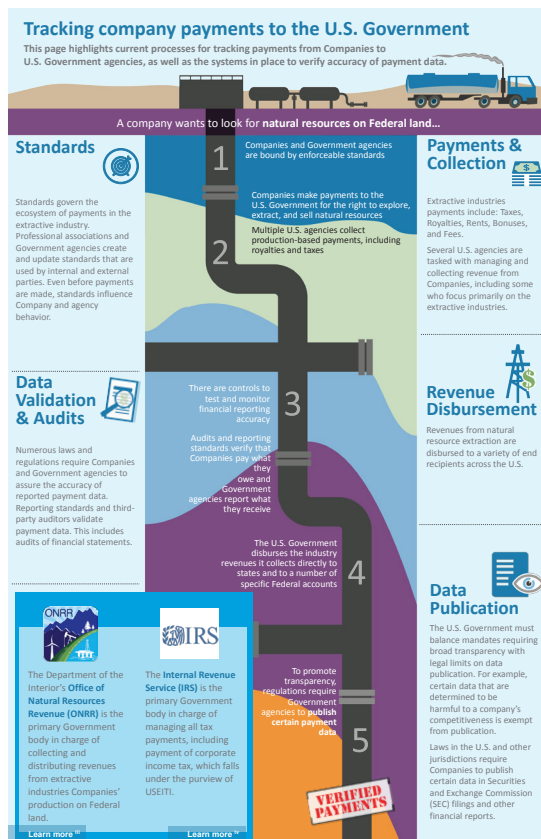 Tracking company payments to the U.S. Government
This page highlights current processes for tracking payments from Companies to
U.S. Government agencies, as well as the systems in place to verify accuracy of payment data.
A company wants to look for natural resources on Federal land...
Standards
Standards govern the
ecosystem of payments in the
extractive industry.
Professional associations and
Government agencies create
and update standards that are
used by internal and external
parties. Even before payments
are made, standards influence
Company and agency
behavior.
1
Companies and Government agencies
are bound by enforceable standards
Companies make payments to the
U.S. Government for the right to explore,
extract, and sell natural resources
2
Multiple U.S. agencies collect
production-based payments, including
royalties and taxes
Payments &
Collection
Extractive industries
payments include: Taxes,
Royalties, Rents, Bonuses,
and Fees.
Several U.S. agencies are
tasked with managing and
collecting revenue from
Companies, including some
who focus primarily on the
extractive industries.
Data
Validation
& Audits
Numerous laws and
regulations require Companies
and Government agencies to
assure the accuracy of
reported payment data.
Reporting standards and third-
party auditors validate
payment data. This includes
audits of financial statements.
There are controls to
test and monitor
financial reporting
accuracy
3
Audits and reporting
standards verify that
Companies pay what
they
owe and
Government
agencies report what
they receive
Revenue
Disbursement
Revenues from natural
resource extraction are
disbursed to a variety of end
recipients across the U.S.
The U.S. Government
disburses the industry
revenues it collects directly to
states and to a number of
specific Federal accounts
4
Data
Publication
The U.S. Government must
balance mandates requiring
broad transparency with
legal limits on data
publication. For example,
certain data that are
determined to be
harmful to a company's
competitiveness is exempt
from publication.
Laws in the U.S. and other
jurisdictions require
Companies to publish
certain data in Securities
and Exchange Commission
(SEC) filings and other
financial reports.
ONRR
The Department of the
Interior's Office of
Natural Resources
Revenue (ONRR) is the
primary Government
body in charge of
collecting and
distributing revenues
from extractive
industries Companies'
production on Federal
land.
Learn more iii
IRS
The Internal Revenue
Service (IRS) is the
primary Government
body in charge of
managing all tax
payments, including
payment of corporate
income tax, which falls
under the purview of
USEITI.
Learn more iv
To promote
transparency,
regulations require
Government
agencies to publish
certain payment
data
5
VERIFIED
PAYMENTS